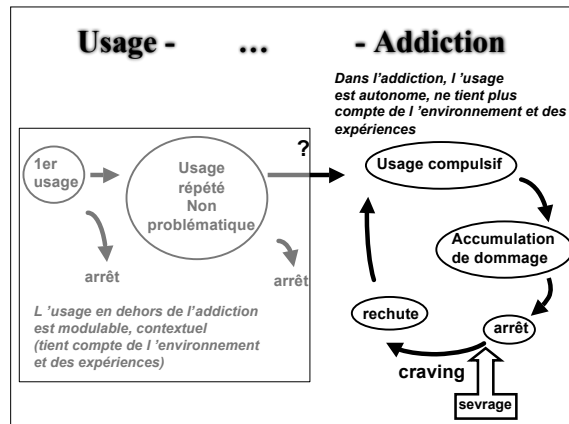 Usage - ... - Addiction
Dans l'addiction, l 'usage
est autonome, ne tient plus
compte de l 'environnement et des
expériences
1er
usage
Usage
répété
Non
problématique
?
arrêt
arrêt
L 'usage en dehors de l'addiction
est modulable, contextuel
(tient compte de l 'environnement
et des expériences)
Usage compulsif
Accumulation
de dommage
arrêt
rechute
craving
sevrage